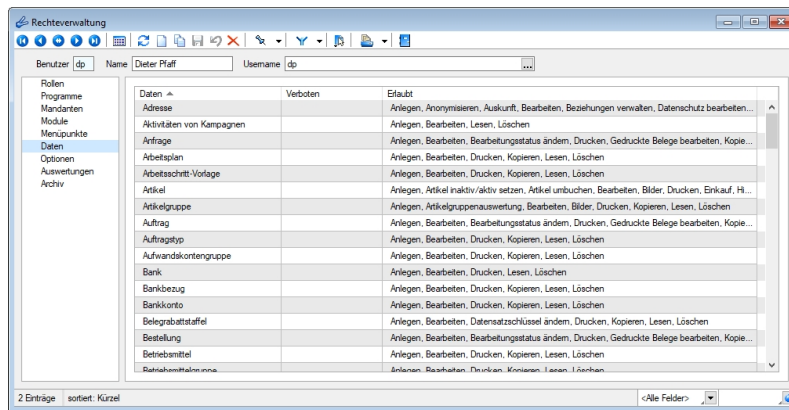 Rechteverwaltung
Benutzer dp Name Dieter Pfaff Username dp ...
Rollen
Programme
Mandanten
Module
Menüpunkte
Daten
Optionen
Auswertungen
Archiv
Daten Verboten Erlaubt
Adresse Anlegen, Anonymisieren, Auskunft, Bearbeiten, Beziehungen verwalten, Datenschutz bearbeiten...
Aktivitäten von Kampagnen Anlegen, Bearbeiten, Lesen, Löschen
Anfrage Anlegen, Bearbeiten, Bearbeitungsstatus ändern, Drucken, Gedruckte Belege bearbeiten, Kopie...
Arbeitsplan Anlegen, Bearbeiten, Drucken, Kopieren, Lesen, Löschen
Arbeitsschritt-Vorlage Anlegen, Bearbeiten, Drucken, Kopieren, Lesen, Löschen
Artikel Anlegen, Artikel inaktiv/aktiv setzen, Artikel umbuchen, Bearbeiten, Bilder, Drucken, Einkauf, Hi...
Artikelgruppe Anlegen, Artikelgruppenauswertung, Bearbeiten, Bilder, Drucken, Kopieren, Lesen, Löschen
Auftrag Anlegen, Bearbeiten, Bearbeitungsstatus ändern, Drucken, Gedruckte Belege bearbeiten, Kopie...
Auftragstyp Anlegen, Bearbeiten, Drucken, Kopieren, Lesen, Löschen
Aufwandskontengruppe Anlegen, Bearbeiten, Drucken, Kopieren, Lesen, Löschen
Bank Anlegen, Bearbeiten, Drucken, Lesen, Löschen
Bankbezug Anlegen, Bearbeiten, Drucken, Kopieren, Lesen, Löschen
Bankkonto Anlegen, Bearbeiten, Drucken, Kopieren, Lesen, Löschen
Belegrabattstaffel Anlegen, Bearbeiten, Datensatzschlüssel ändern, Drucken, Kopieren, Lesen, Löschen
Bestellung Anlegen, Bearbeiten, Bearbeitungsstatus ändern, Drucken, Gedruckte Belege bearbeiten, Kopie...
Betriebsmittel Anlegen, Bearbeiten, Drucken, Kopieren, Lesen, Löschen
Betriebsmittelgruppe Anlegen, Bearbeiten, Drucken, Kopieren, Lesen, Löschen
2 Einträge sortiert: Kürzel <Alle Felder>